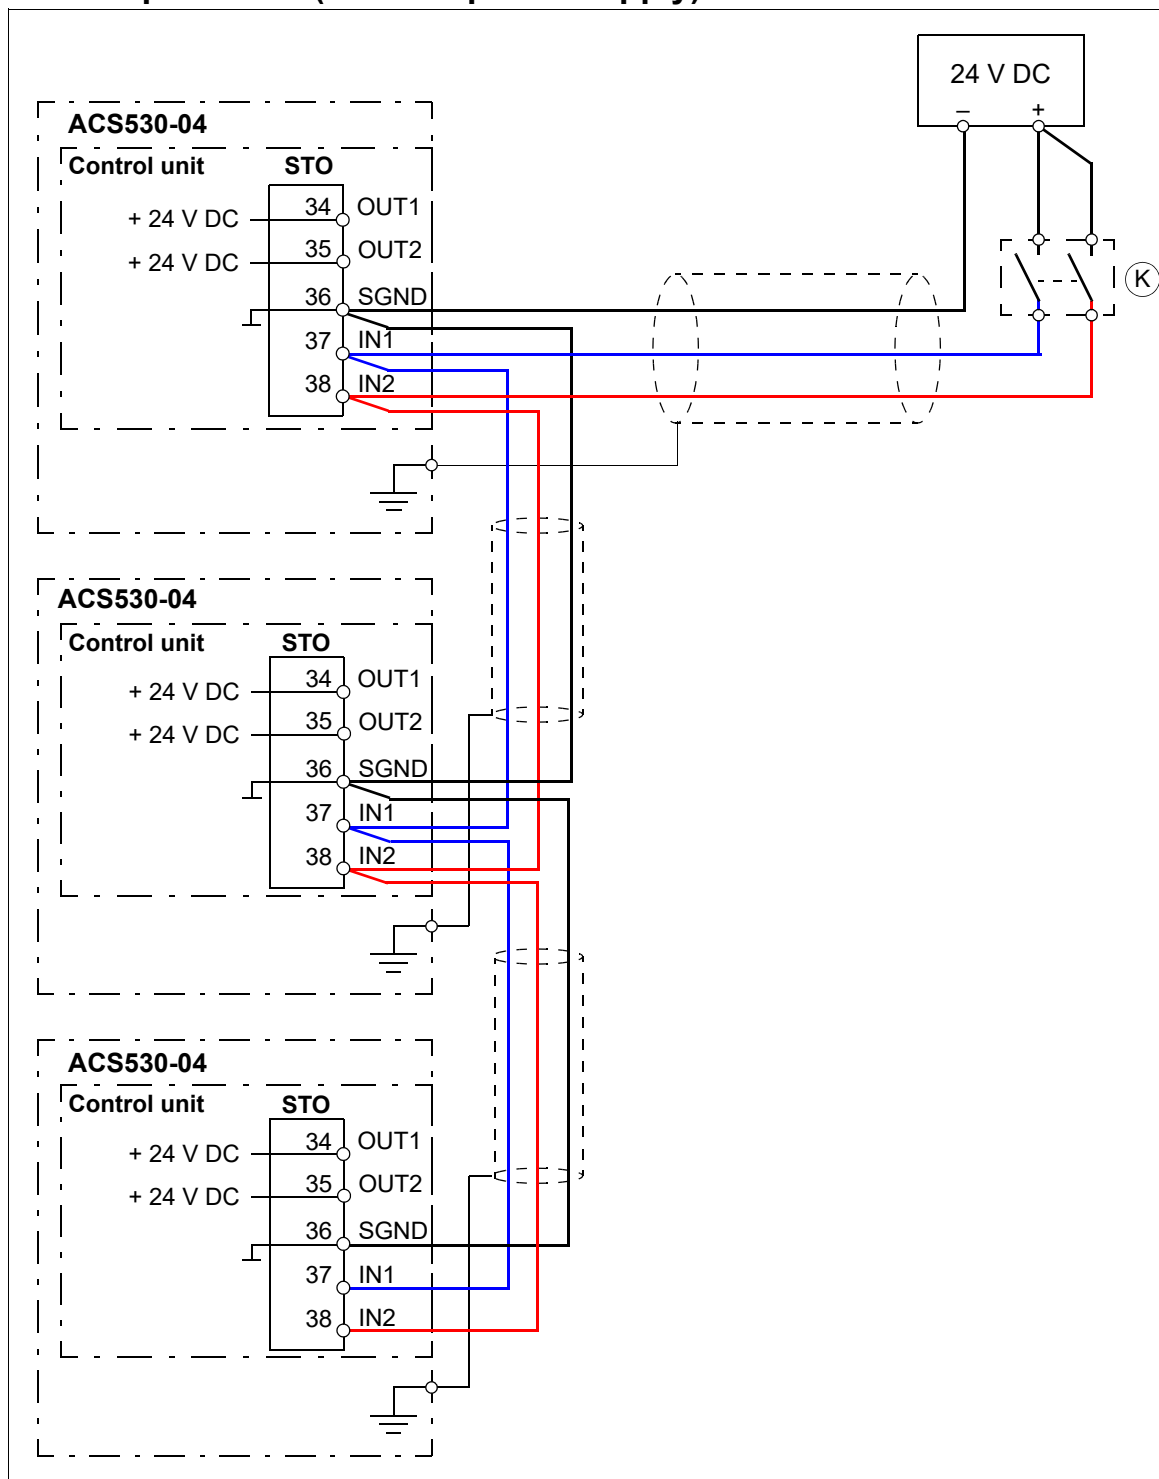 24 V DC
– +
K
ACS530-04
Control unit STO
34 OUT1
+ 24 V DC
35 OUT2
+ 24 V DC
36 SGND
37 IN1
38 IN2
ACS530-04
Control unit STO
34 OUT1
+ 24 V DC
35 OUT2
+ 24 V DC
36 SGND
37 IN1
38 IN2
ACS530-04
Control unit STO
34 OUT1
+ 24 V DC
35 OUT2
+ 24 V DC
36 SGND
37 IN1
38 IN2